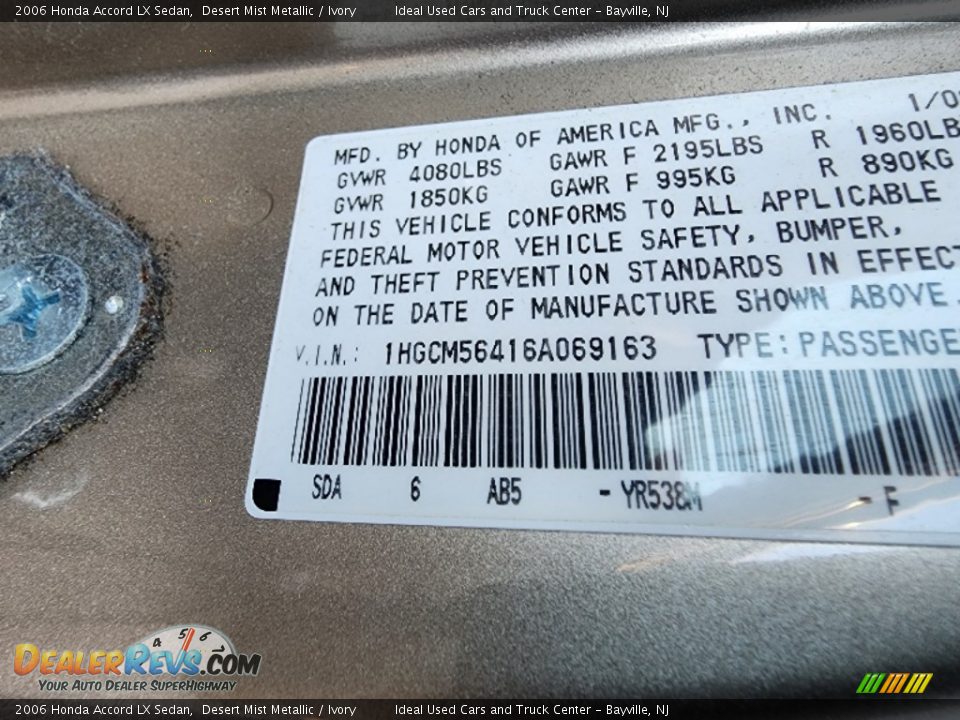 2006 Honda Accord LX Sedan,  Desert Mist Metallic / Ivory    Ideal Used Cars and Truck Center - Bayville, NJ
MFD. BY HONDA OF AMERICA MFG., INC.
GVWR 4080LBS GAWR F 2195LBS R 1960LB
GVWR 1850KG GAWR F 995KG R 890KG
THIS VEHICLE CONFORMS TO ALL APPLICABLE
FEDERAL MOTOR VEHICLE SAFETY, BUMPER,
AND THEFT PREVENTION STANDARDS IN EFFECT
ON THE DATE OF MANUFACTURE SHOWN ABOVE.
V.I.N.: 1HGCM56416A069163 TYPE: PASSENGE
SDA 6 AB5 - YR538M - F
4 5 6
DEALERREVS.COM
YOUR AUTO DEALER SUPERHIGHWAY
2006 Honda Accord LX Sedan,  Desert Mist Metallic / Ivory    Ideal Used Cars and Truck Center - Bayville, NJ